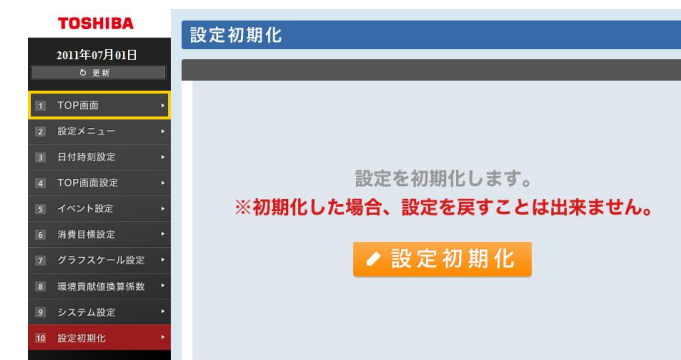 TOSHIBA
設定初期化
2011年07月01日
更新
1 TOP画面
2 設定メニュー
3 日付時刻設定
4 TOP画面設定
5 イベント設定
6 消費目標設定
7 グラフスケール設定
8 環境貢献値換算係数
9 システム設定
10 設定初期化
設定を初期化します。
※初期化した場合、設定を戻すことは出来ません。
設定初期化